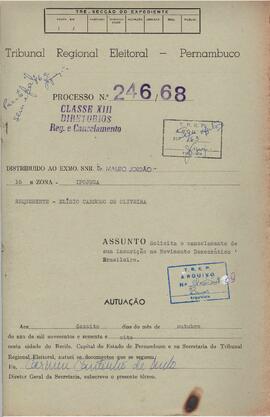 TRE. SECÇÃO DO EXPEDIENTE
Tribunal Regional Eleitoral - Pernambuco
PROCESSO N.º 246,68
CLASSE XIII
DIRETORIOS
Reg. e Cancelamento
T. R. E. P.
DISTRIBUIDO AO EXMO. SNR. Dr MAURO JORDÃO-
16 a ZONA - IPOJUCA
REQUERENTE - ELÍSIO CARDOSO DE OLIVEIRA
ASSUNTO Solicita o cancelamento de
sua inscrição no Movimento Democrático
Brasileiro.
T. R. E. P.
ARQUIVO
Nº
Arquivista
AUTUAÇÃO
Aos dezoito dias do mês de outubro
do ano de mil novecentos e sessenta e oito
nesta cidade do Recife, Capital do Estado de Pernambuco e na Secretaria do Tribunal
Regional Eleitoral, autuei os documentos que se seguem.
Eu,
Diretor Geral da Secretaria, subscrevo o presente têrmo.